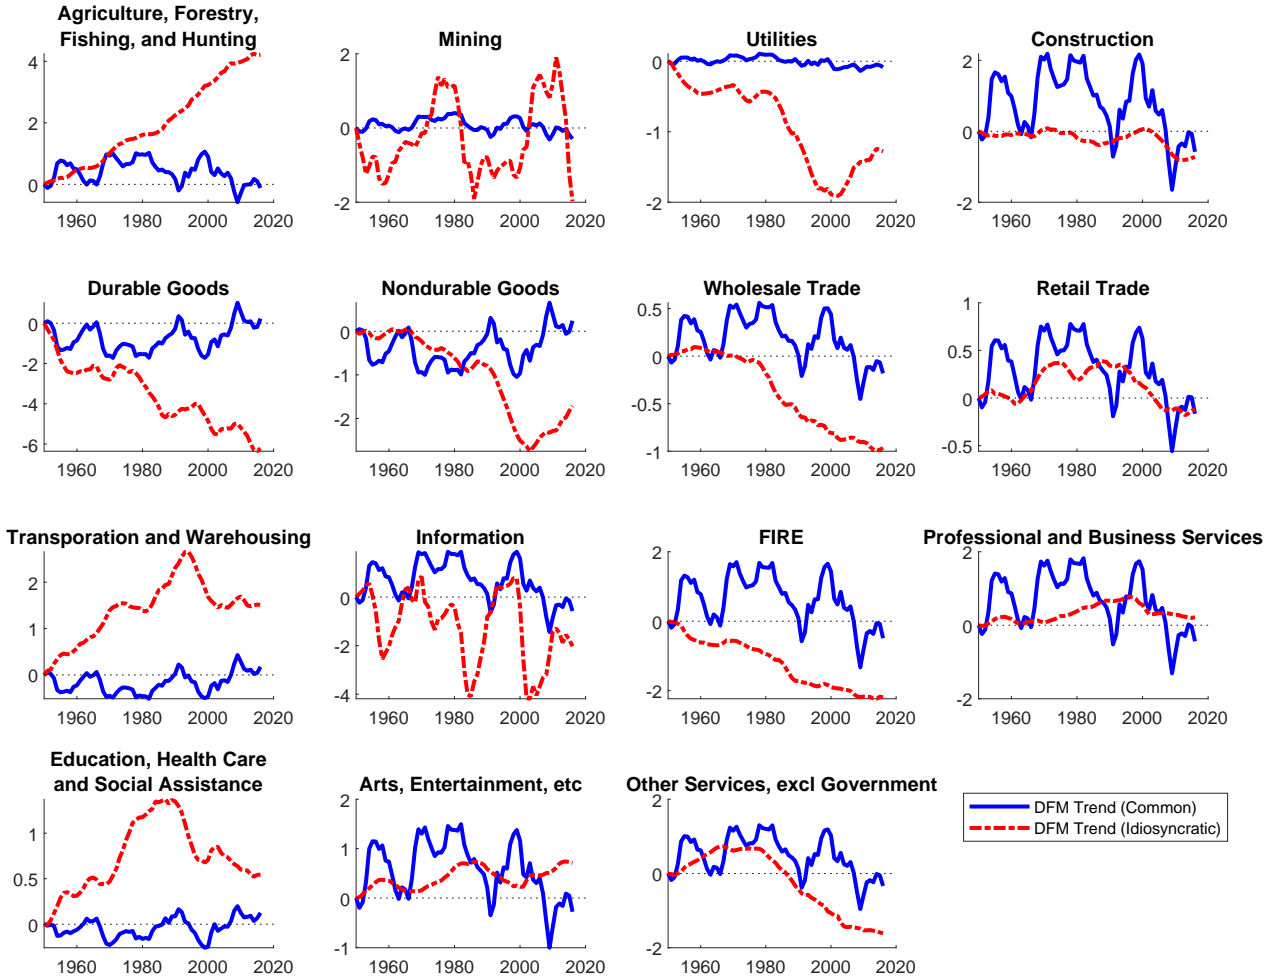 Agriculture, Forestry,
Fishing, and Hunting
4
2
0
1960 1980 2000 2020
Mining
2
0
-2
1960 1980 2000 2020
Utilities
0
-1
-2
1960 1980 2000 2020
Construction
2
0
-2
1960 1980 2000 2020
Durable Goods
0
-2
-4
-6
1960 1980 2000 2020
Nondurable Goods
0
-1
-2
1960 1980 2000 2020
Wholesale Trade
0.5
0
-0.5
-1
1960 1980 2000 2020
Retail Trade
1
0.5
0
-0.5
1960 1980 2000 2020
Transporation and Warehousing
2
1
0
1960 1980 2000 2020
Information
0
-2
-4
1960 1980 2000 2020
FIRE
2
0
-2
1960 1980 2000 2020
Professional and Business Services
2
0
-2
1960 1980 2000 2020
Education, Health Care
and Social Assistance
1
0.5
0
1960 1980 2000 2020
Arts, Entertainment, etc
2
1
0
-1
1960 1980 2000 2020
Other Services, excl Government
2
0
-2
1960 1980 2000 2020
DFM Trend (Common)
DFM Trend (Idiosyncratic)